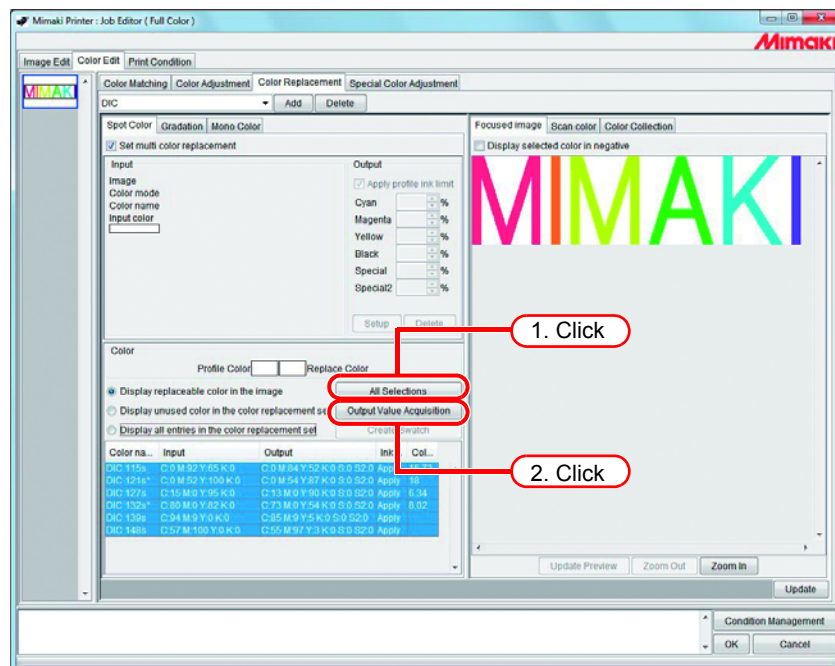 Mimaki Printer : Job Editor ( Full Color )
Mimaki
Image Edit Color Edit Print Condition
MIMAKI
Color Matching Color Adjustment Color Replacement Special Color Adjustment
DIC Add Delete
Spot Color Gradation Mono Color
Set multi color replacement
Input
Image
Color mode
Color name
Input color
Output
Apply profile ink limit
Cyan %
Magenta %
Yellow %
Black %
Special %
Special2 %
Setup Delete
Color
Profile Color Replace Color
Display replaceable color in the image
All Selections
Display unused color in the color replacement se
Output Value Acquisition
Display all entries in the color replacement set
Create Swatch
Color na... Input Output Ink... Col...
DIC 115s C:0 M:92 Y:65 K:0 C:0 M:84 Y:52 K:0 S:0 S2:0 Apply
DIC 121s* C:0 M:52 Y:100 K:0 C:0 M:54 Y:87 K:0 S:0 S2:0 Apply 18
DIC 127s C:15 M:0 Y:95 K:0 C:13 M:0 Y:90 K:0 S:0 S2:0 Apply 6.34
DIC 132s* C:80 M:0 Y:82 K:0 C:73 M:0 Y:54 K:0 S:0 S2:0 Apply 8.02
DIC 139s C:94 M:9 Y:0 K:0 C:85 M:9 Y:5 K:0 S:0 S2:0 Apply
DIC 148s C:57 M:100 Y:0 K:0 C:55 M:97 Y:3 K:0 S:0 S2:0 Apply
Focused image Scan color Color Collection
Display selected color in negative
MIMAKI
1. Click
2. Click
Update Preview Zoom Out Zoom In
Update
Condition Management
OK Cancel